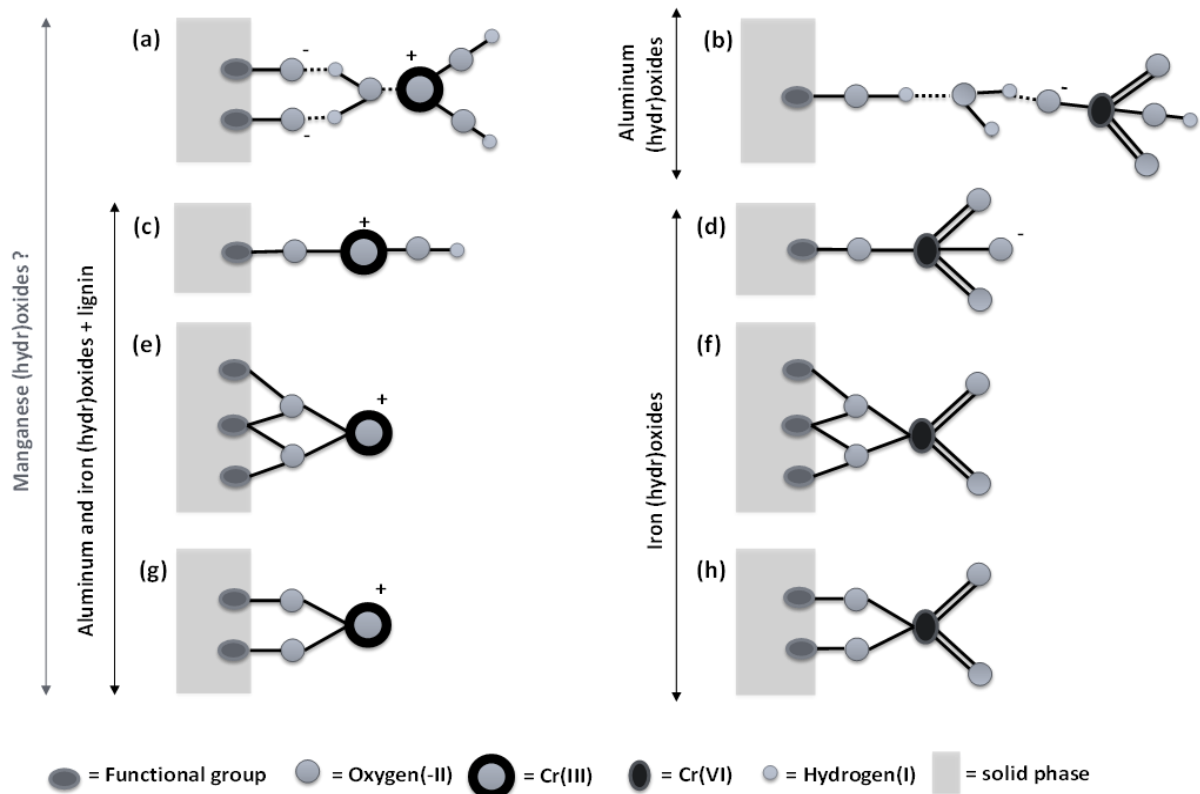 (a)
+
-
-
(b)
-
Aluminum
(hydr)oxides
(c)
+
(d)
-
(e)
+
(f)
(g)
+
(h)
Manganese (hydr)oxides ?
Aluminum and iron (hydr)oxides + lignin
Iron (hydr)oxides
= Functional group
= Oxygen(-II)
= Cr(III)
= Cr(VI)
= Hydrogen(I)
= solid phase